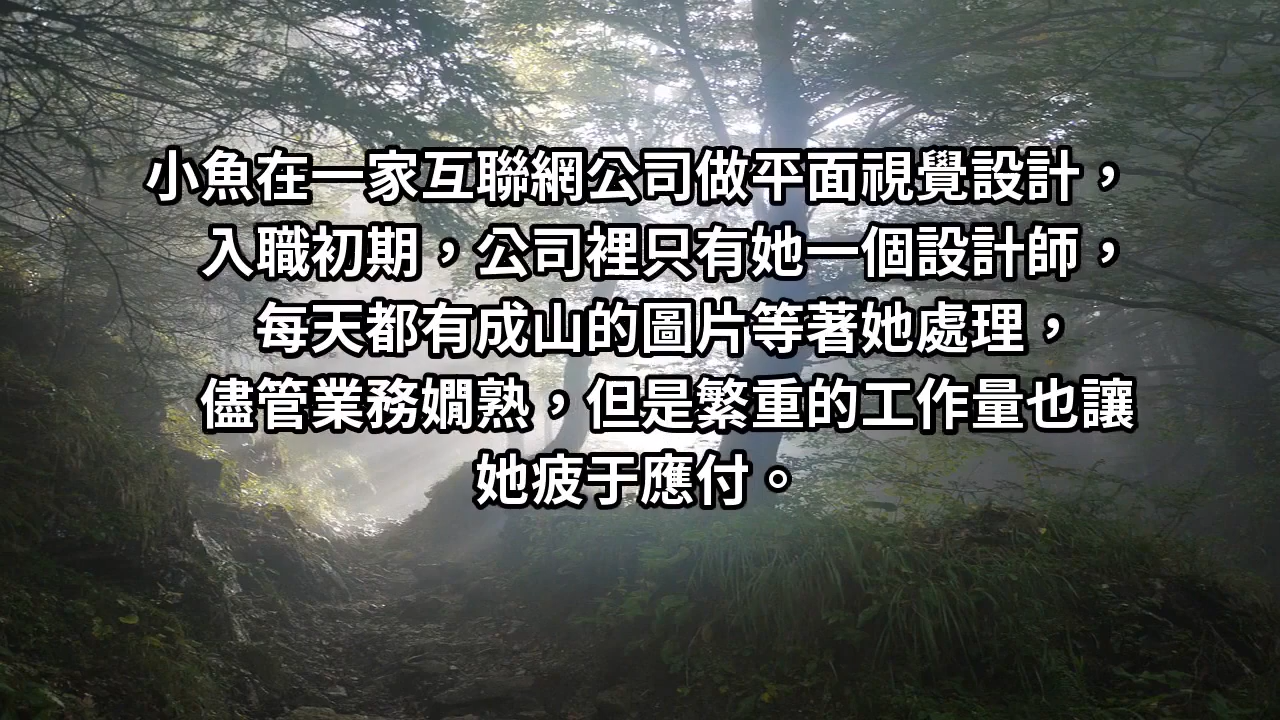 小魚在一家互聯網公司做平面視覺設計，
入職初期，公司裡只有她一個設計師，
每天都有成山的圖片等著她處理，
儘管業務嫺熟，但是繁重的工作量也讓
她疲于應付。